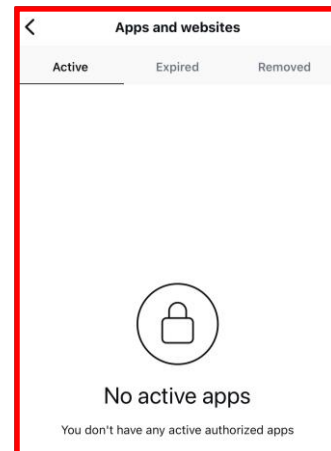 Apps and websites
Active Expired Removed
No active apps
You don't have any active authorized apps